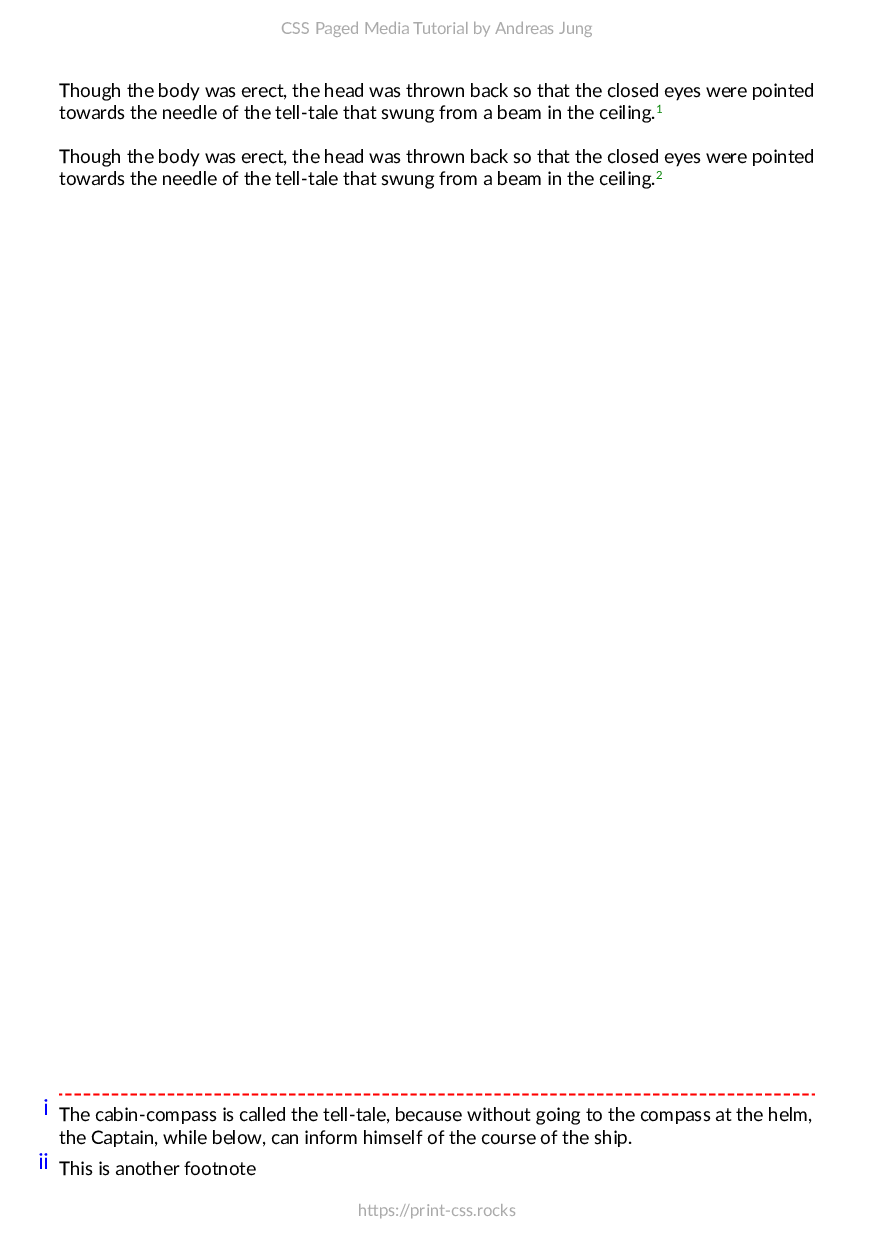 CSS Paged Media Tutorial by Andreas Jung
Though the body was erect, the head was thrown back so that the closed eyes were pointed
towards the needle of the tell-tale that swung from a beam in the ceiling.1
Though the body was erect, the head was thrown back so that the closed eyes were pointed
towards the needle of the tell-tale that swung from a beam in the ceiling.2
i The cabin-compass is called the tell-tale, because without going to the compass at the helm,
the Captain, while below, can inform himself of the course of the ship.
ii This is another footnote
https://print-css.rocks